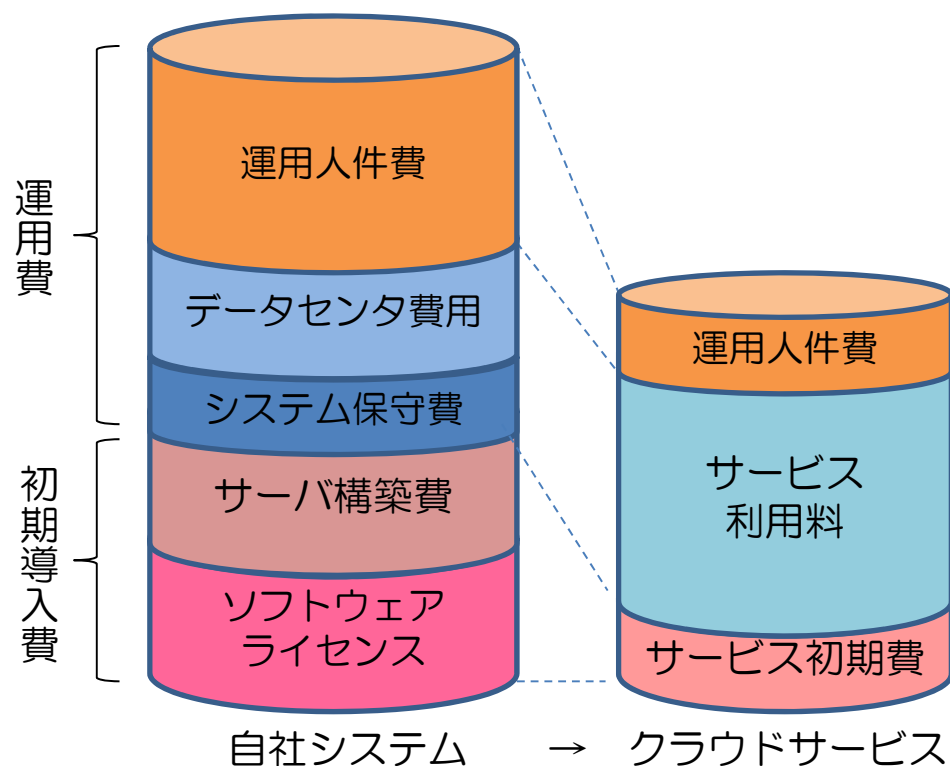 運用費
初期導入費
運用人件費
データセンタ費用
システム保守費
サーバ構築費
ソフトウェア
ライセンス
運用人件費
サービス
利用料
サービス初期費
自社システム → クラウドサービス